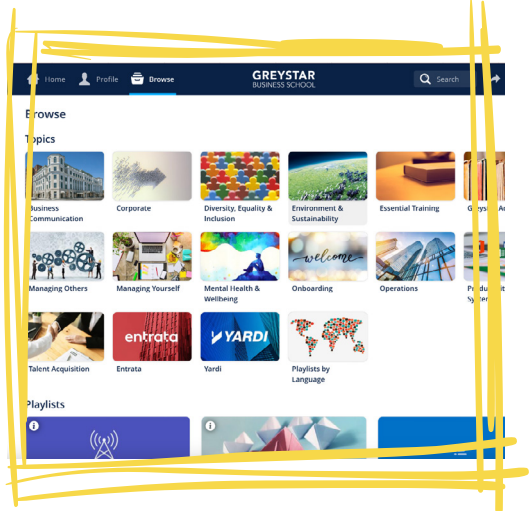 Home Profile Browse GREYSTAR Search
BUSINESS SCHOOL
Browse
Topics
Business Communication
Corporate
Diversity, Equality & Inclusion
Environment & Sustainability
Essential Training
Managing Others
Managing Yourself
welcome
Mental Health & Wellbeing
Onboarding
Operations
entrata
YARDI
Talent Acquisition
Entrata
Yardi
Playlists by Language
Playlists